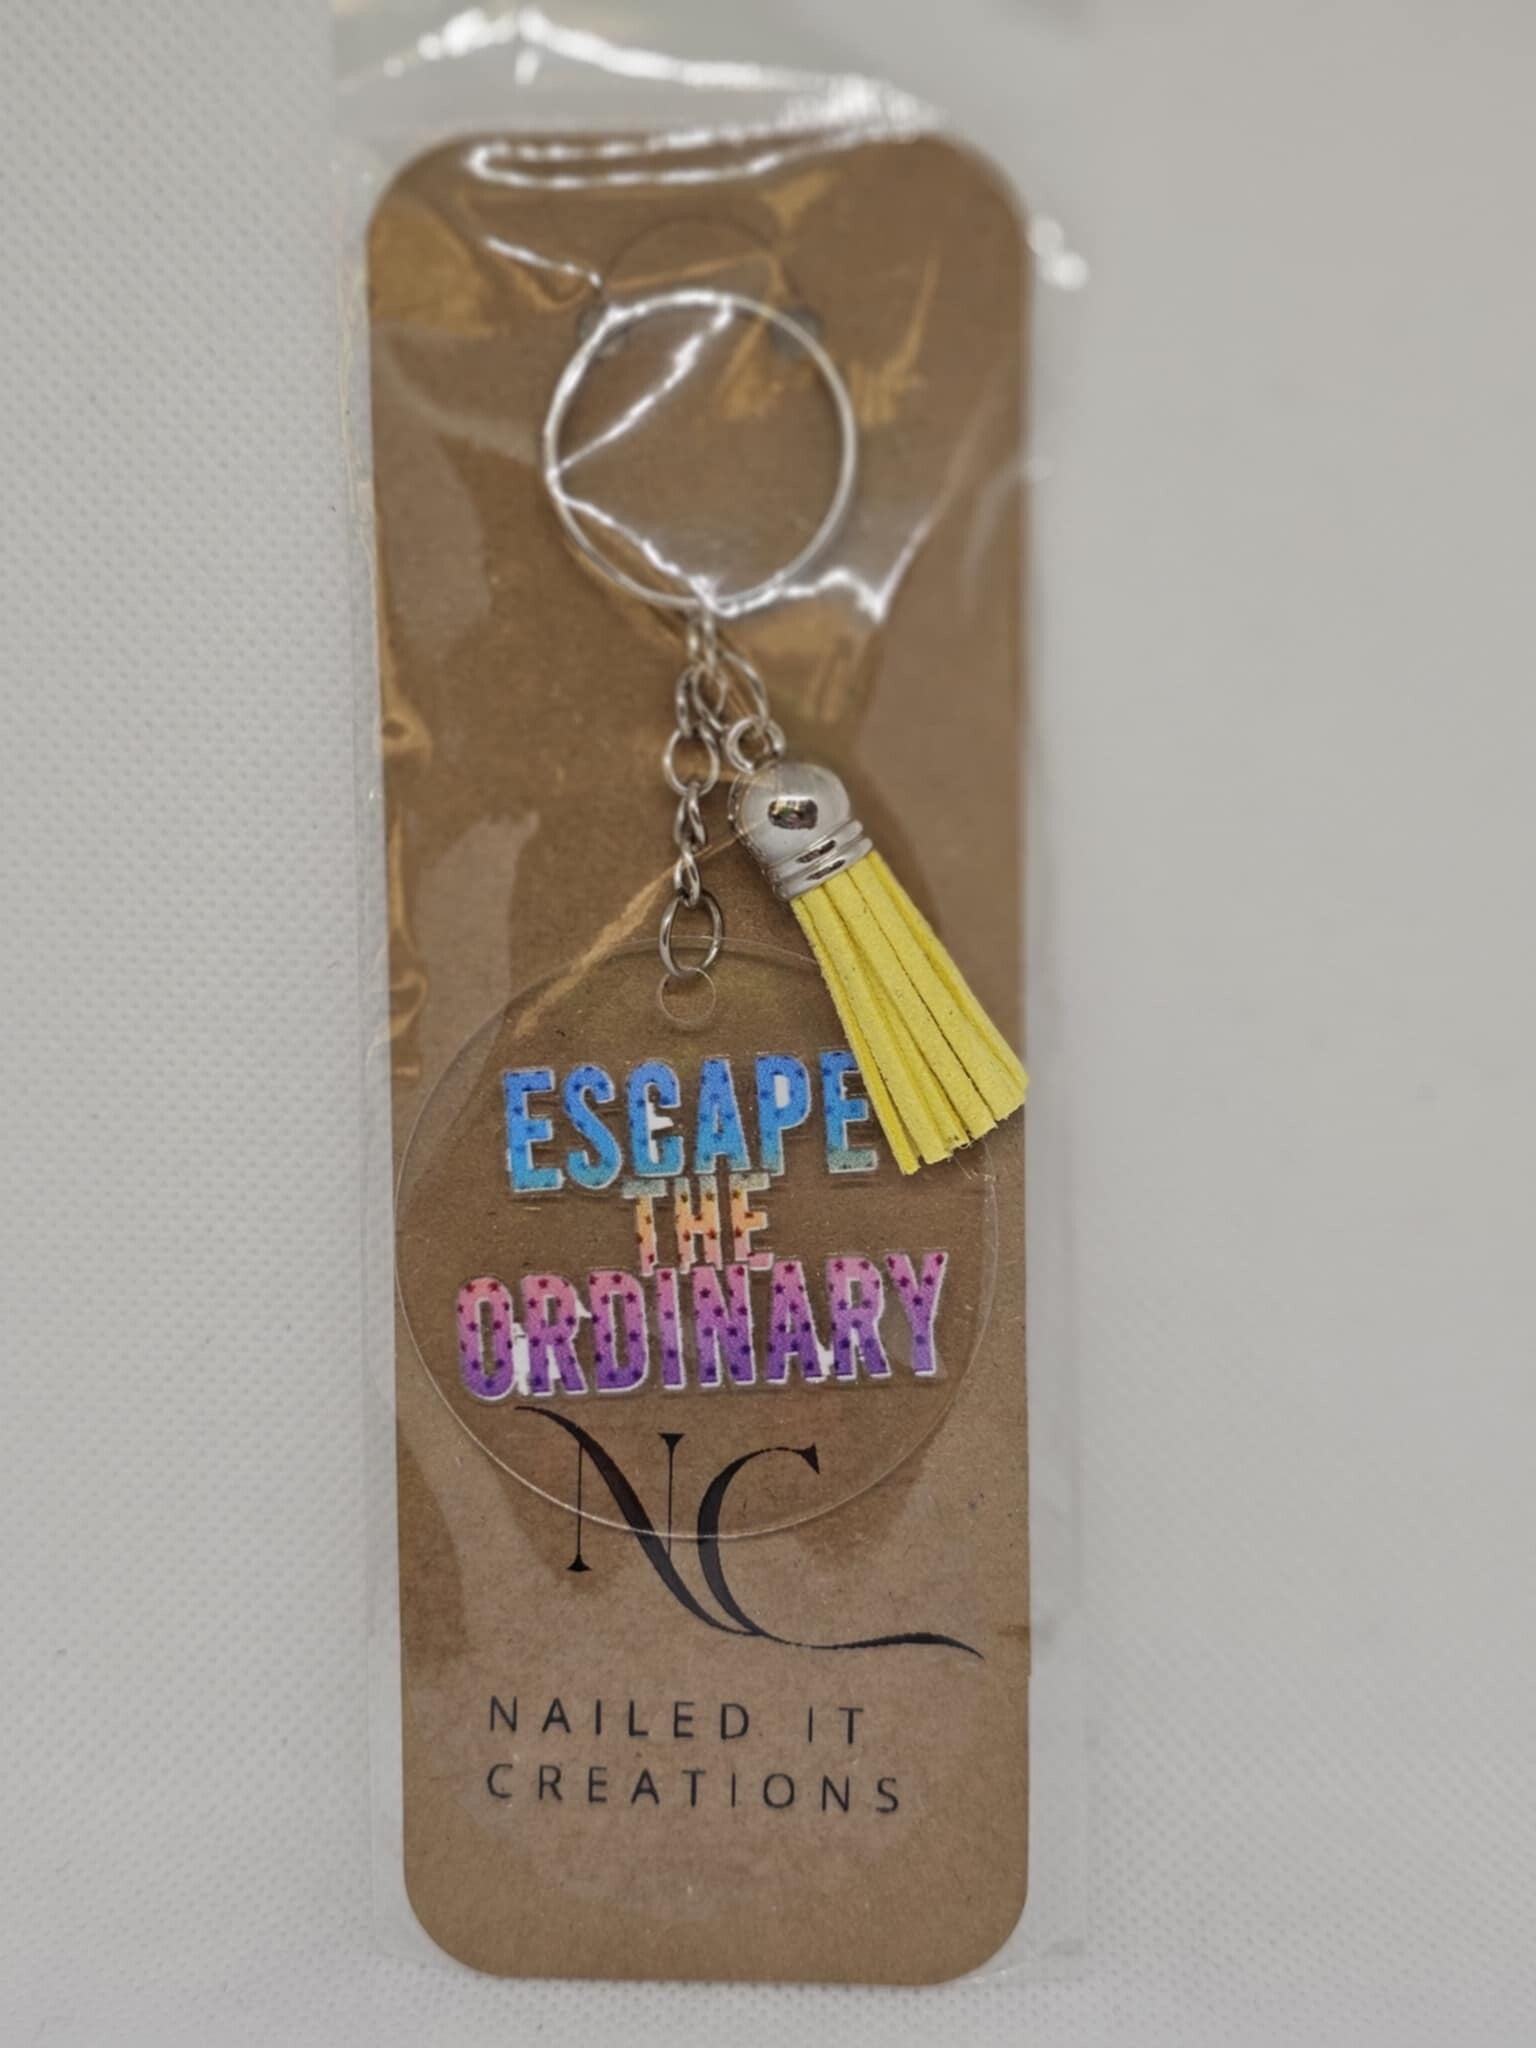 ESCAPE
THE
ORDINARY
NC
NAILED IT
CREATIONS